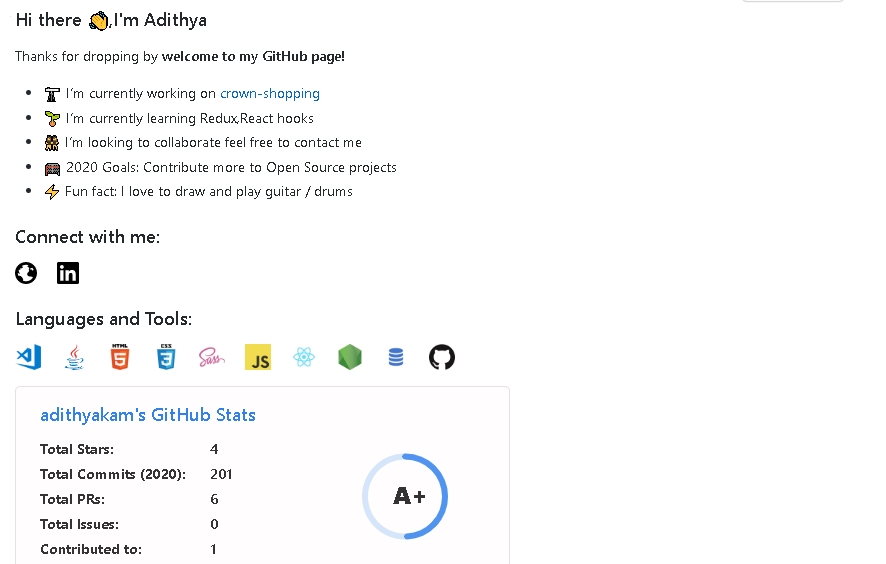 Hi there 👋,I'm Adithya
Thanks for dropping by welcome to my GitHub page!
I'm currently working on crown-shopping
I'm currently learning Redux,React hooks
I'm looking to collaborate feel free to contact me
2020 Goals: Contribute more to Open Source projects
Fun fact: I love to draw and play guitar / drums
Connect with me:
in
Languages and Tools:
HTML 5 CSS 3 Sass JS
adithyakam's GitHub Stats
Total Stars: 4
Total Commits (2020): 201
Total PRs: 6
Total Issues: 0
Contributed to: 1
A+